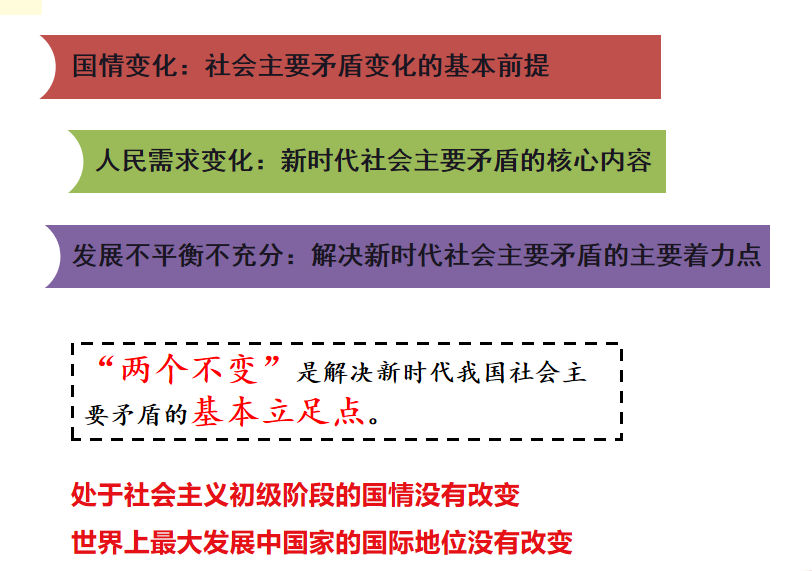 国情变化：社会主要矛盾变化的基本前提
人民需求变化：新时代社会主要矛盾的核心内容
发展不平衡不充分：解决新时代社会主要矛盾的主要着力点
“两个不变”是解决新时代我国社会主
要矛盾的基本立足点。
处于社会主义初级阶段的国情没有改变
世界上最大发展中国家的国际地位没有改变